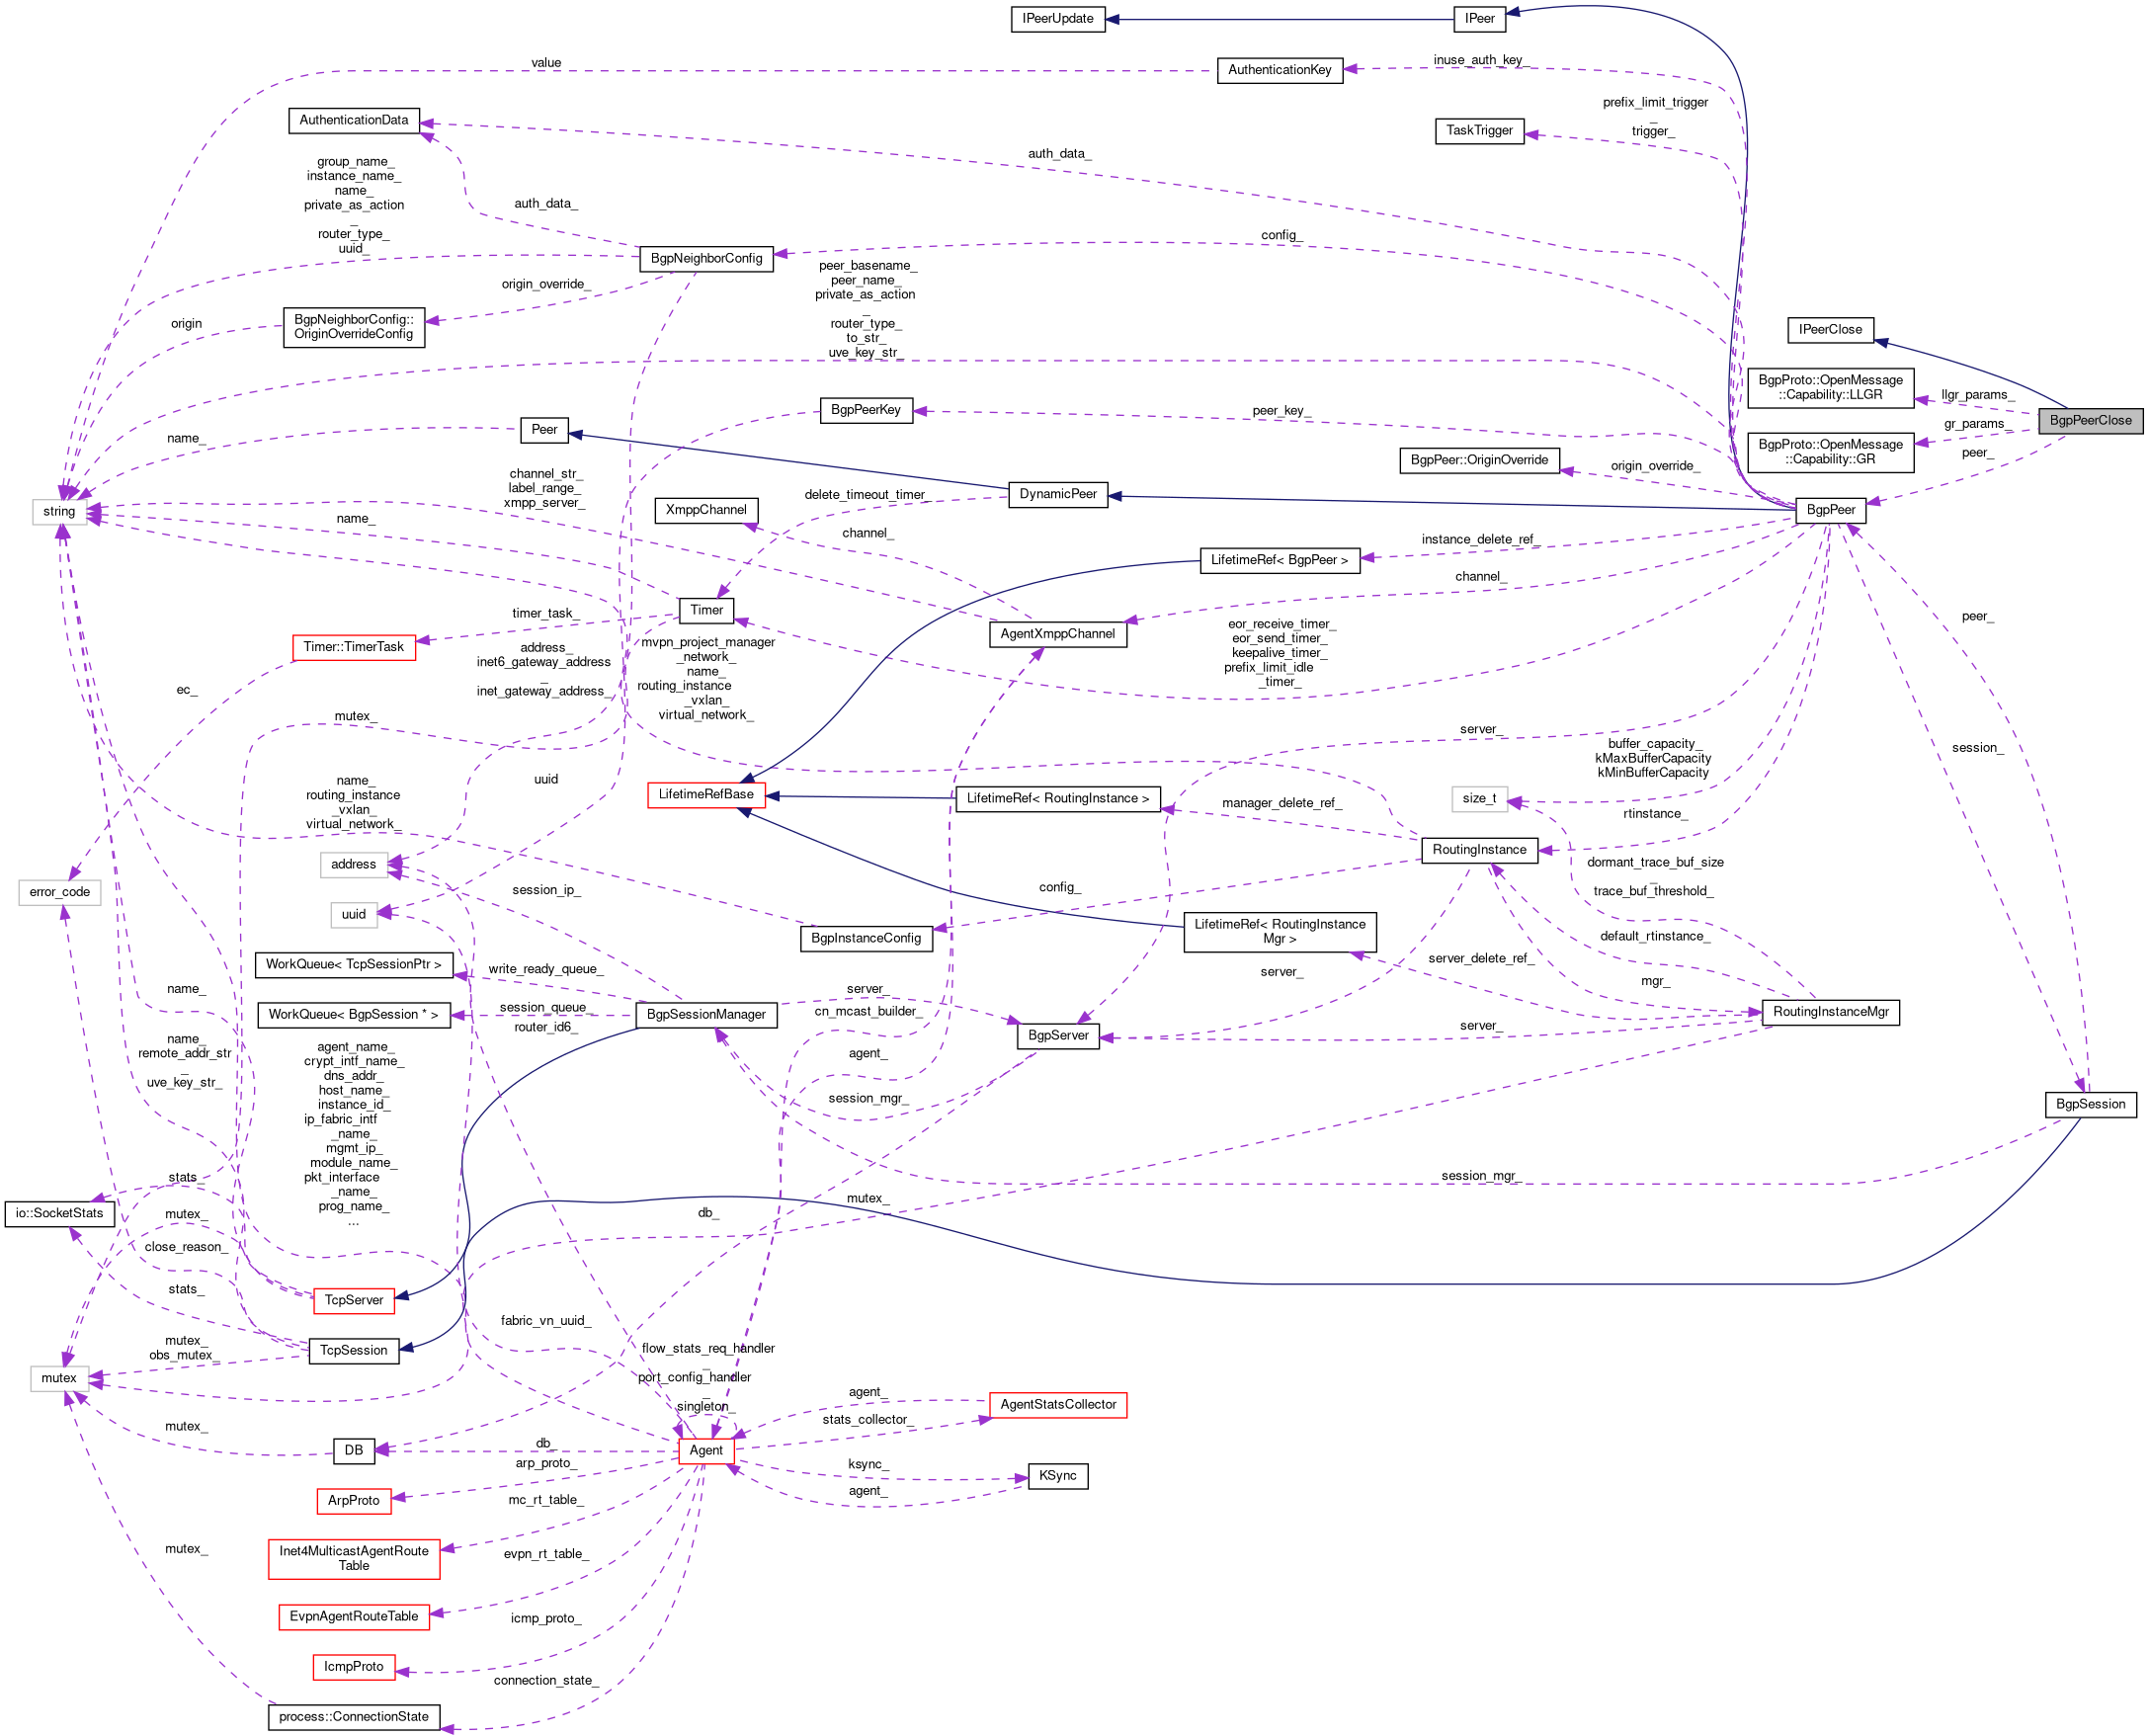 IPeerUpdate
IPeer
value
AuthenticationKey
inuse_auth_key_
AuthenticationData
prefix_limit_trigger
_
trigger_
TaskTrigger
auth_data_
group_name_
instance_name_
name_
private_as_action
_
router_type_
uuid_
auth_data_
BgpNeighborConfig
config_
origin_override_
peer_basename_
peer_name_
private_as_action
_
router_type_
to_str_
uve_key_str_
BgpNeighborConfig::
OriginOverrideConfig
origin
IPeerClose
BgpProto::OpenMessage
::Capability::LLGR
llgr_params_
BgpPeerClose
BgpProto::OpenMessage
::Capability::GR
gr_params_
peer_
Peer
name_
BgpPeerKey
peer_key_
BgpPeer::OriginOverride
origin_override_
channel_str_
label_range_
xmpp_server_
XmppChannel
delete_timeout_timer_
DynamicPeer
BgpPeer
string
name_
channel_
instance_delete_ref_
LifetimeRef< BgpPeer >
channel_
Timer
timer_task_
Timer::TimerTask
AgentXmppChannel
peer_
eor_receive_timer_
eor_send_timer_
keepalive_timer_
prefix_limit_idle
_timer_
address_
inet6_gateway_address
_
inet_gateway_address_
mvpn_project_manager
_network_
name_
routing_instance
_vxlan_
virtual_network_
ec_
mutex_
server_
buffer_capacity_
kMaxBufferCapacity
kMinBufferCapacity
session_
uuid
name_
routing_instance
_vxlan_
virtual_network_
LifetimeRefBase
LifetimeRef< RoutingInstance >
manager_delete_ref_
size_t
rtinstance_
RoutingInstance
address
error_code
uuid
session_ip_
config_
dormant_trace_buf_size
_
trace_buf_threshold_
BgpInstanceConfig
LifetimeRef< RoutingInstance
Mgr >
default_rtinstance_
WorkQueue< TcpSessionPtr >
write_ready_queue_
server_delete_ref_
server_
mgr_
name_
WorkQueue< BgpSession * >
session_queue_
BgpSessionManager
server_
cn_mcast_builder_
RoutingInstanceMgr
router_id6_
BgpServer
server_
name_
remote_addr_str
_
uve_key_str_
agent_name_
crypt_intf_name_
dns_addr_
host_name_
instance_id_
ip_fabric_intf
_name_
mgmt_ip_
module_name_
pkt_interface
_name_
prog_name_
...
agent_
session_mgr_
BgpSession
stats_
session_mgr_
io::SocketStats
mutex_
db_
mutex_
close_reason_
stats_
TcpServer
fabric_vn_uuid_
mutex_
obs_mutex_
TcpSession
flow_stats_req_handler
_
port_config_handler
_
singleton_
mutex
agent_
AgentStatsCollector
stats_collector_
mutex_
DB
db_
Agent
arp_proto_
ksync_
KSync
agent_
ArpProto
mc_rt_table_
mutex_
Inet4MulticastAgentRoute
Table
evpn_rt_table_
EvpnAgentRouteTable
icmp_proto_
IcmpProto
connection_state_
process::ConnectionState